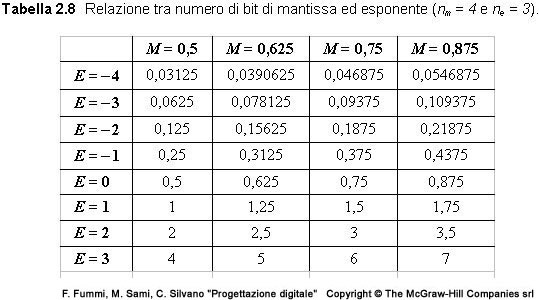 Tabella 2.8 Relazione tra numero di bit di mantissa ed esponente (nm = 4 e ne = 3).
M = 0,5 M = 0,625 M = 0,75 M = 0,875
E = −4 0,03125 0,0390625 0,046875 0,0546875
E = −3 0,0625 0,078125 0,09375 0,109375
E = −2 0,125 0,15625 0,1875 0,21875
E = −1 0,25 0,3125 0,375 0,4375
E = 0 0,5 0,625 0,75 0,875
E = 1 1 1,25 1,5 1,75
E = 2 2 2,5 3 3,5
E = 3 4 5 6 7
F. Fummi, M. Sami, C. Silvano "Progettazione digitale" Copyright © The McGraw-Hill Companies srl